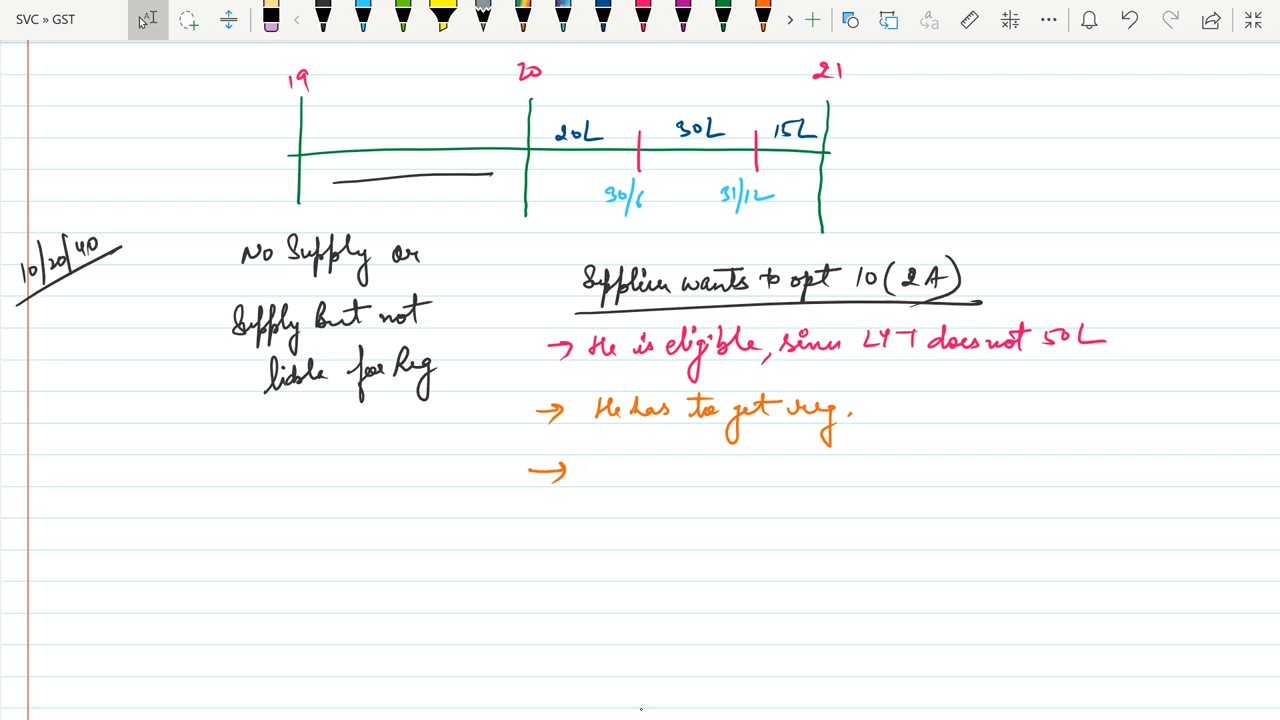 SVC » GST
19 20 21
20L 30L 15L
30/6 31/12
10/20/40
No Supply or
Supply But not
liable for Reg
Supplier wants to opt 10(2A)
→ He is eligible, since LYT does not 50L
→ He has to get reg.
→